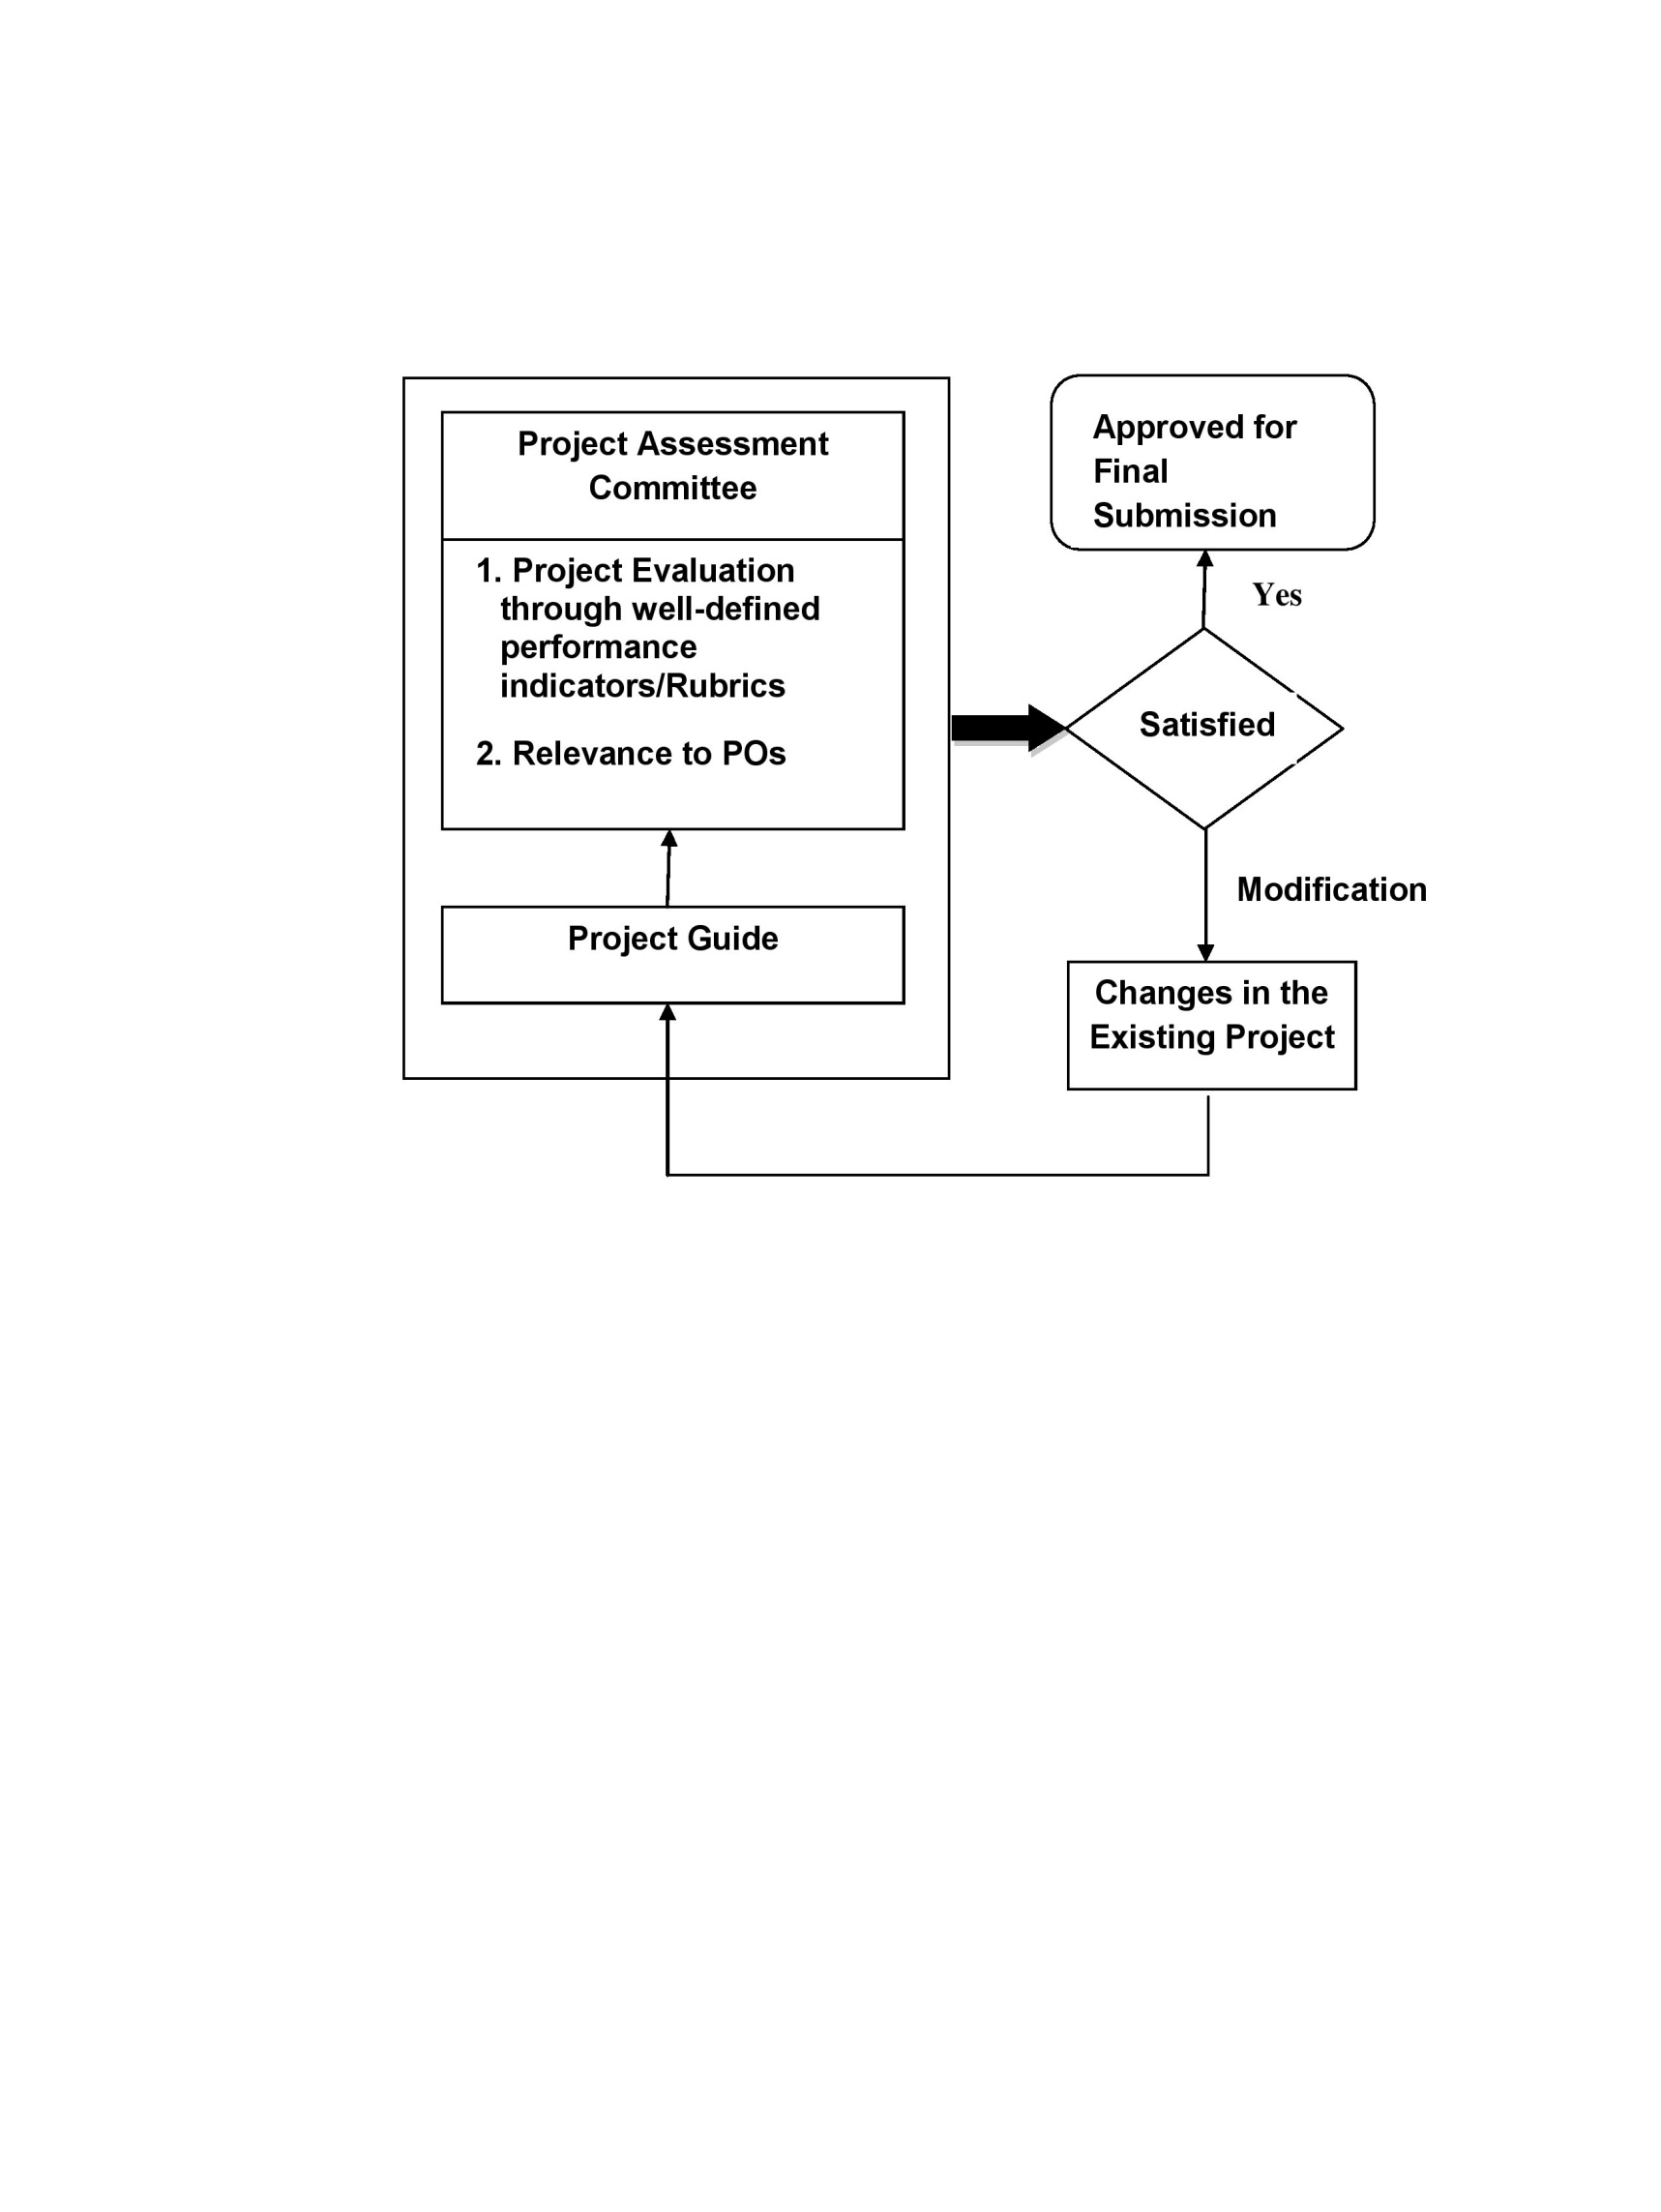 Project Assessment
Committee
1. Project Evaluation
through well-defined
performance
indicators/Rubrics
2. Relevance to POs
Project Guide
Approved for
Final
Submission
Yes
Satisfied
Modification
Changes in the
Existing Project